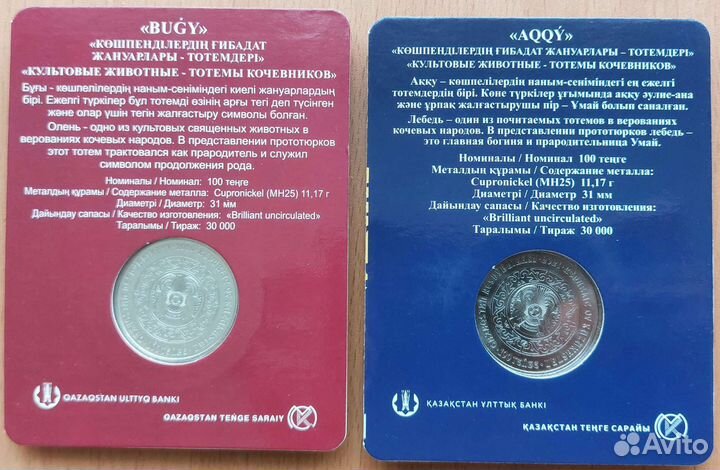 «BUǴY»
«КӨШПЕНДІЛЕРДІҢ ҒИБАДАТ
ЖАНУАРЛАРЫ - ТОТЕМДЕРІ»
«КУЛЬТОВЫЕ ЖИВОТНЫЕ - ТОТЕМЫ КОЧЕВНИКОВ»
Бұғы - көшпенділердің наным-сеніміндегі киелі жануарлардың
бірі. Ежелгі түркілер бұл тотемді өзінің арғы тегі деп түсінген
және олар үшін тегін жалғастыру символы болған.
Олень - одно из культовых священных животных в
верованиях кочевых народов. В представлении прототюрков
этот тотем трактовался как прародитель и служил
символом продолжения рода.
Номиналы / Номинал: 100 теңге
Металдың құрамы / Содержание металла: Cupronickel (МН25) 11,17 г
Диаметрі / Диаметр: 31 мм
Дайындау сапасы / Качество изготовления: «Brilliant uncirculated»
Таралымы / Тираж: 30 000
QAZAQSTAN ULTTYQ BANKI
QAZAQSTAN TEŃGE SARAIY
«AQQÝ»
«КӨШПЕНДІЛЕРДІҢ ҒИБАДАТ ЖАНУАРЛАРЫ – ТОТЕМДЕРІ»
«КУЛЬТОВЫЕ ЖИВОТНЫЕ - ТОТЕМЫ КОЧЕВНИКОВ»
Аққу – көшпелілердің наным-сеніміндегі ең ежелгі
тотемдердің бірі. Көне түркілер ұғымында аққу әулие-ана
және ұрпақ жалғастырушы пір – Ұмай болып саналған.
Лебедь – один из почитаемых тотемов в верованиях
кочевых народов. В представлении прототюрков лебедь –
это главная богиня и прародительница Умай.
Номиналы / Номинал 100 теңге
Металдың құрамы / Содержание металла:
Cupronickel (МН25) 11,17 г
Диаметрі / Диаметр: 31 мм
Дайындау сапасы / Качество изготовления:
«Brilliant uncirculated»
Таралымы / Тираж: 30 000
ҚАЗАҚСТАН ҰЛТТЫҚ БАНКІ
ҚАЗАҚСТАН ТЕҢГЕ САРАЙЫ
Avito